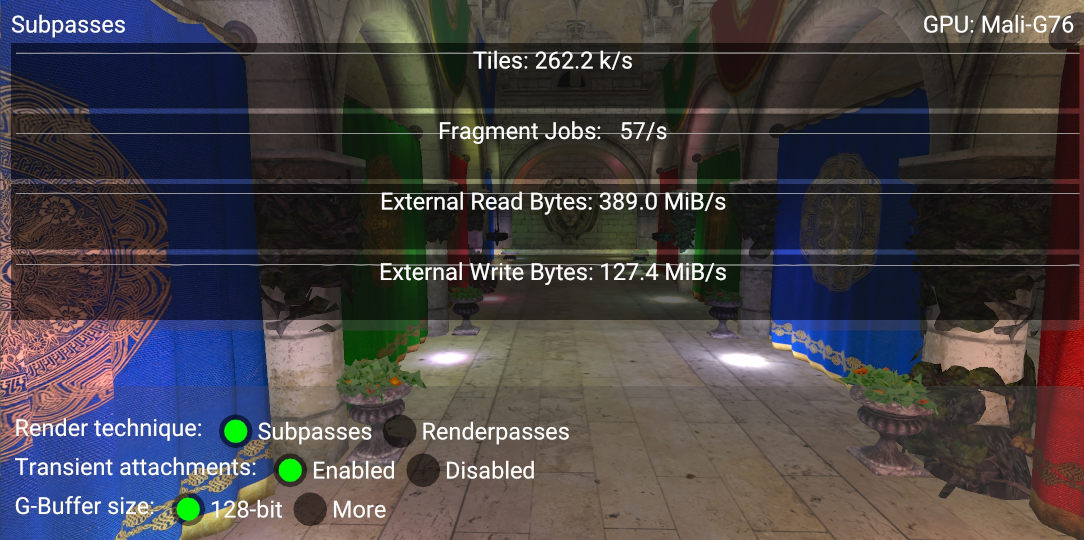 Subpasses
GPU: Mali-G76
Tiles: 262.2 k/s
Fragment Jobs: 57/s
External Read Bytes: 389.0 MiB/s
External Write Bytes: 127.4 MiB/s
Render technique: Subpasses Renderpasses
Transient attachments: Enabled Disabled
G-Buffer size: 128-bit More